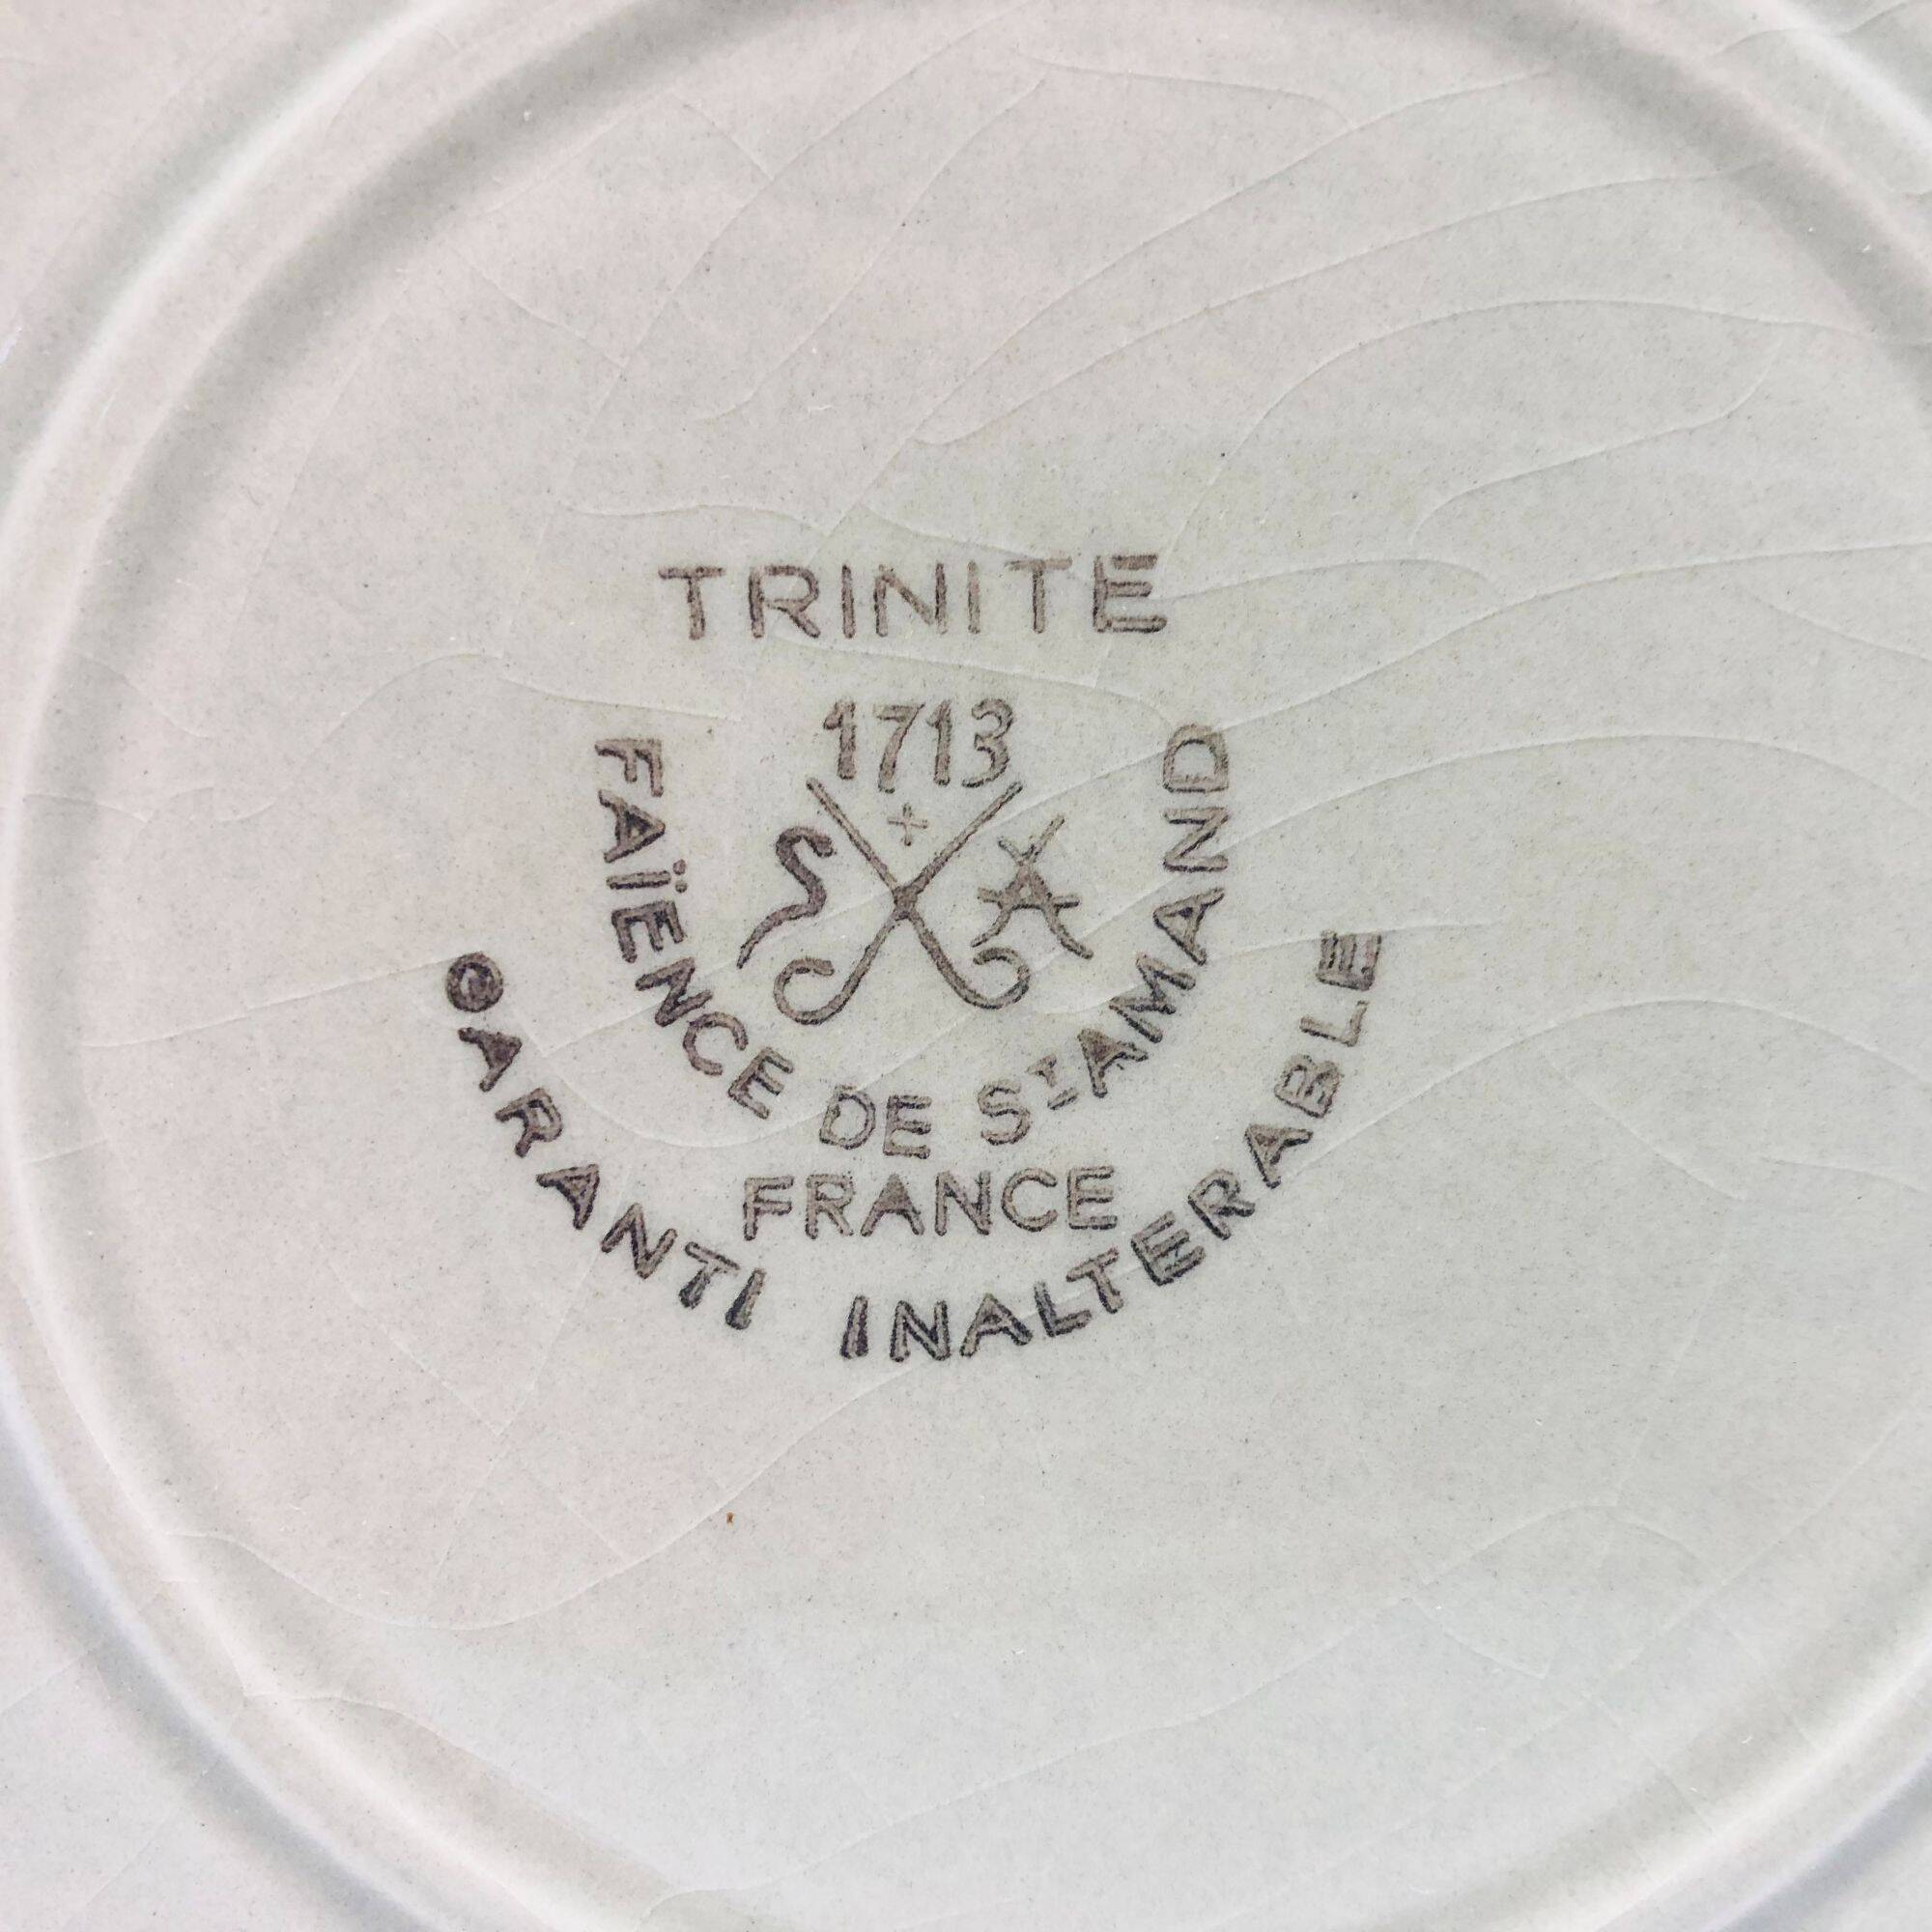 TRINITE
1713
S A
FAÏENCE DE Sᵀ AMAND
FRANCE
GARANTI INALTERABLE